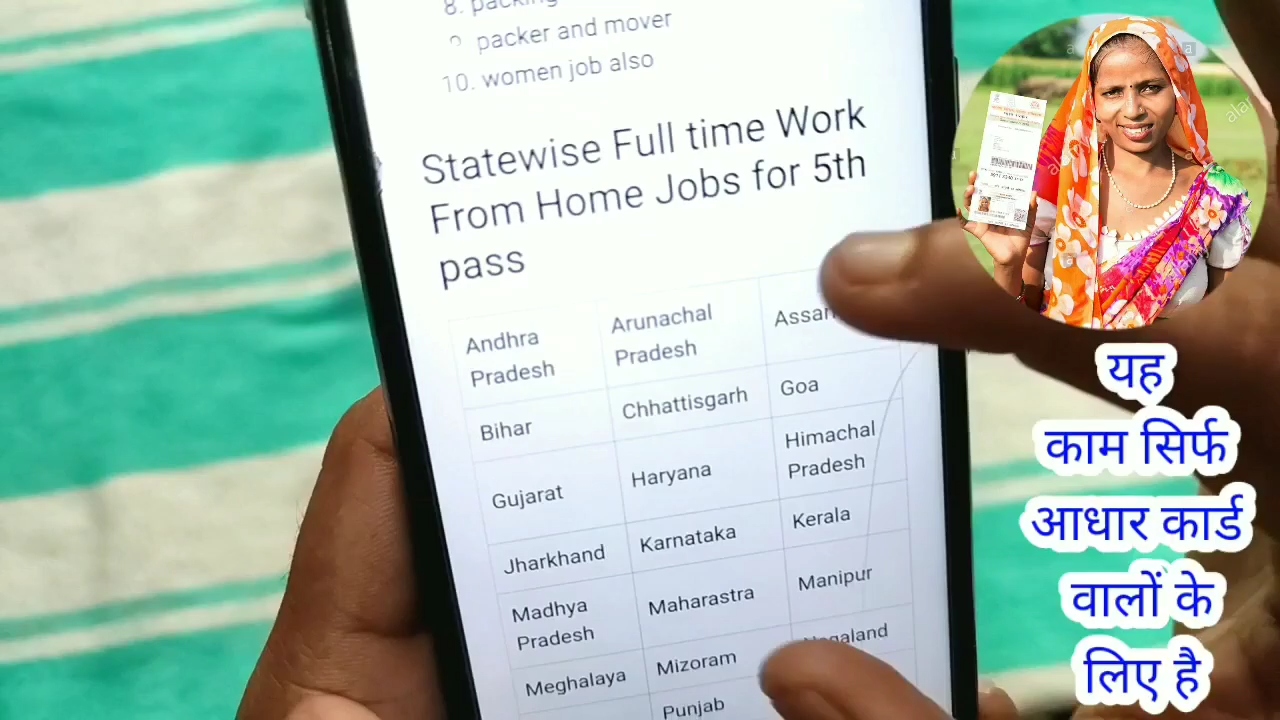 8. packing
packer and mover
10. women job also
Statewise Full time Work
From Home Jobs for 5th
pass
Andhra
Pradesh
Arunachal
Pradesh
Bihar
Chhattisgarh
Goa
Gujarat
Haryana
Himachal
Pradesh
Jharkhand
Karnataka
Kerala
Madhya
Pradesh
Maharastra
Manipur
Meghalaya
Mizoram
Punjab
यह
काम सिर्फ
आधार कार्ड
वालों के
लिए है